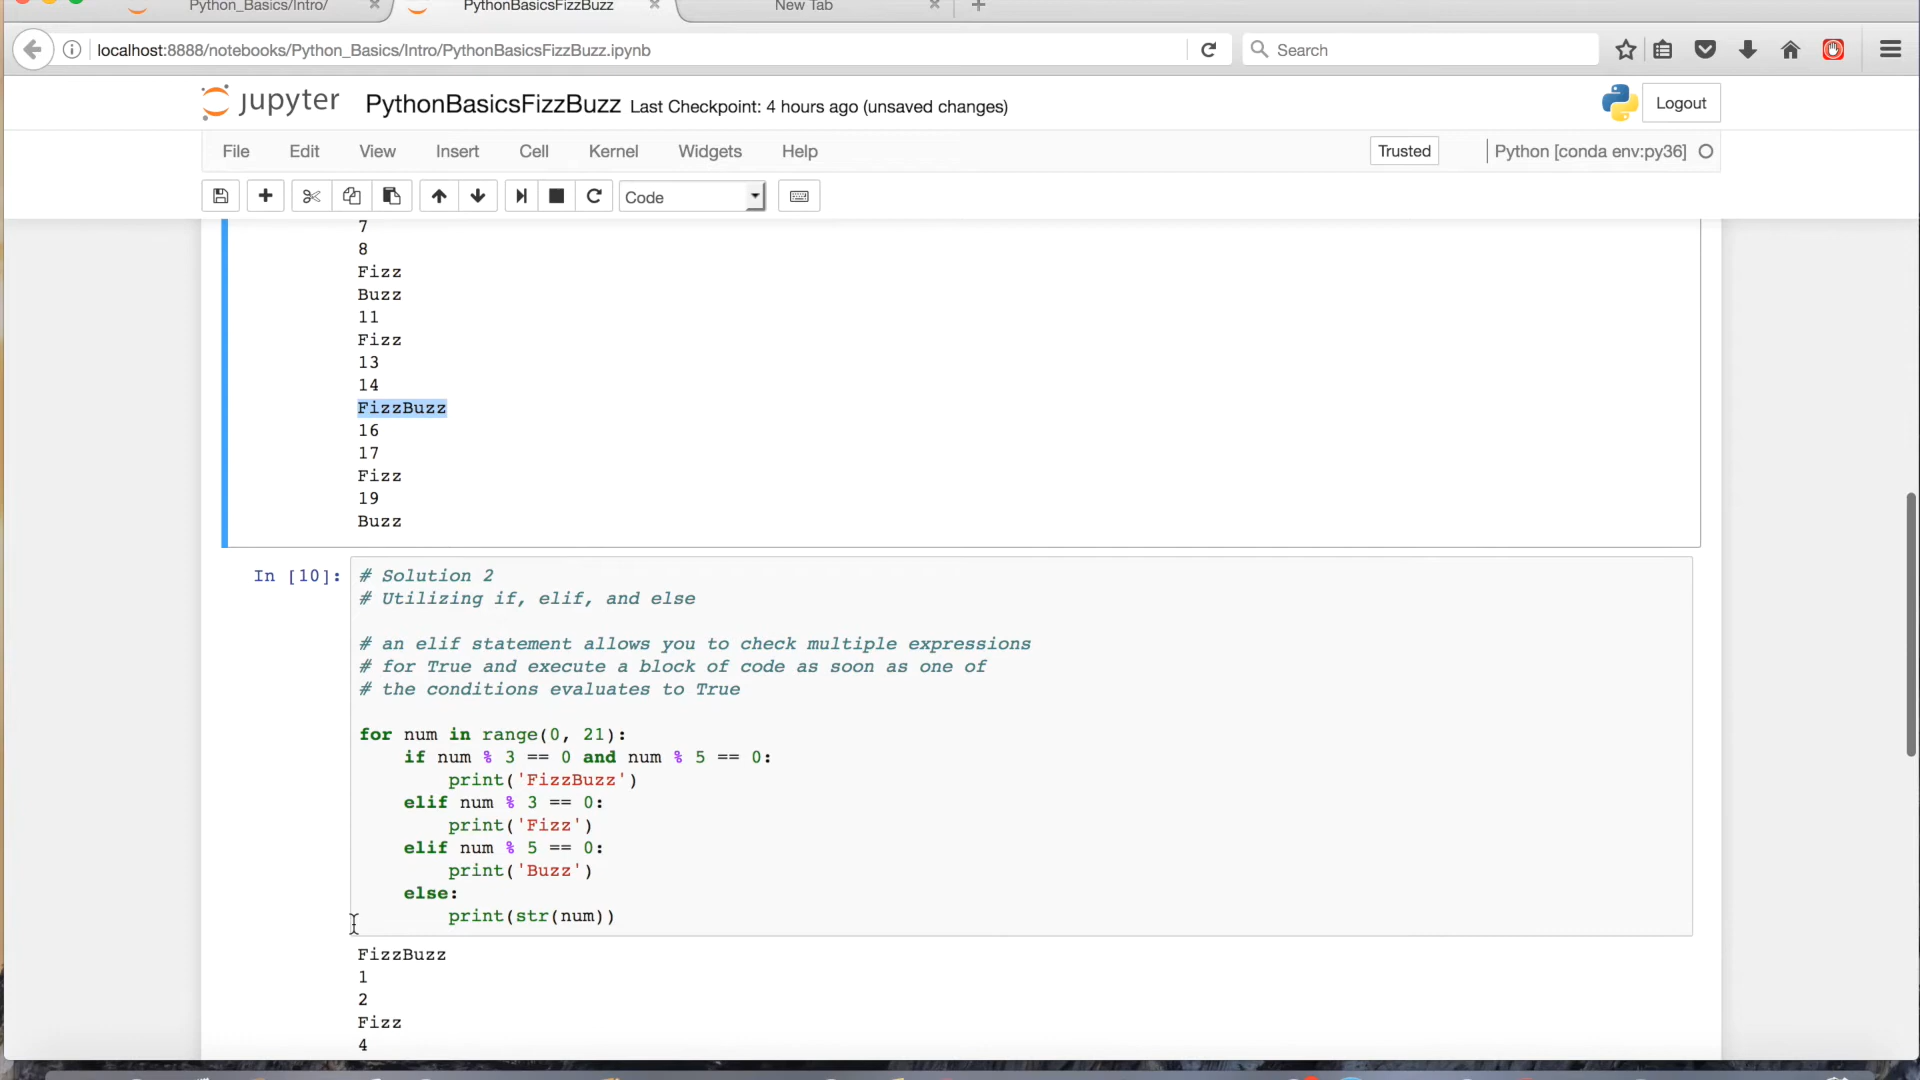 Python_Basics/Intro/
PythonBasicsFizzBuzz
New Tab
localhost:8888/notebooks/Python_Basics/Intro/PythonBasicsFizzBuzz.ipynb
Search
jupyter
PythonBasicsFizzBuzz Last Checkpoint: 4 hours ago (unsaved changes)
Logout
File Edit View Insert Cell Kernel Widgets Help
Trusted
Python [conda env:py36]
Code
7
8
Fizz
Buzz
11
Fizz
13
14
FizzBuzz
16
17
Fizz
19
Buzz
In [10]:
# Solution 2
# Utilizing if, elif, and else
# an elif statement allows you to check multiple expressions
# for True and execute a block of code as soon as one of
# the conditions evaluates to True
for num in range(0, 21):
    if num % 3 == 0 and num % 5 == 0:
        print('FizzBuzz')
    elif num % 3 == 0:
        print('Fizz')
    elif num % 5 == 0:
        print('Buzz')
    else:
        print(str(num))
FizzBuzz
1
2
Fizz
4